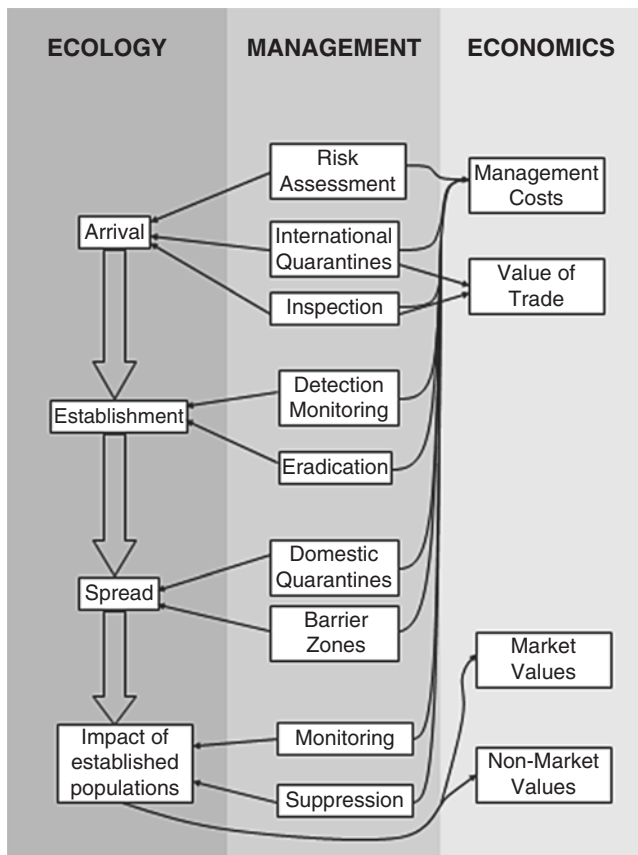 ECOLOGY
MANAGEMENT
ECONOMICS
Risk
Assessment
Management
Costs
Arrival
International
Quarantines
Value of
Trade
Inspection
Detection
Monitoring
Establishment
Eradication
Domestic
Quarantines
Spread
Barrier
Zones
Market
Values
Impact of
established
populations
Monitoring
Non-Market
Values
Suppression